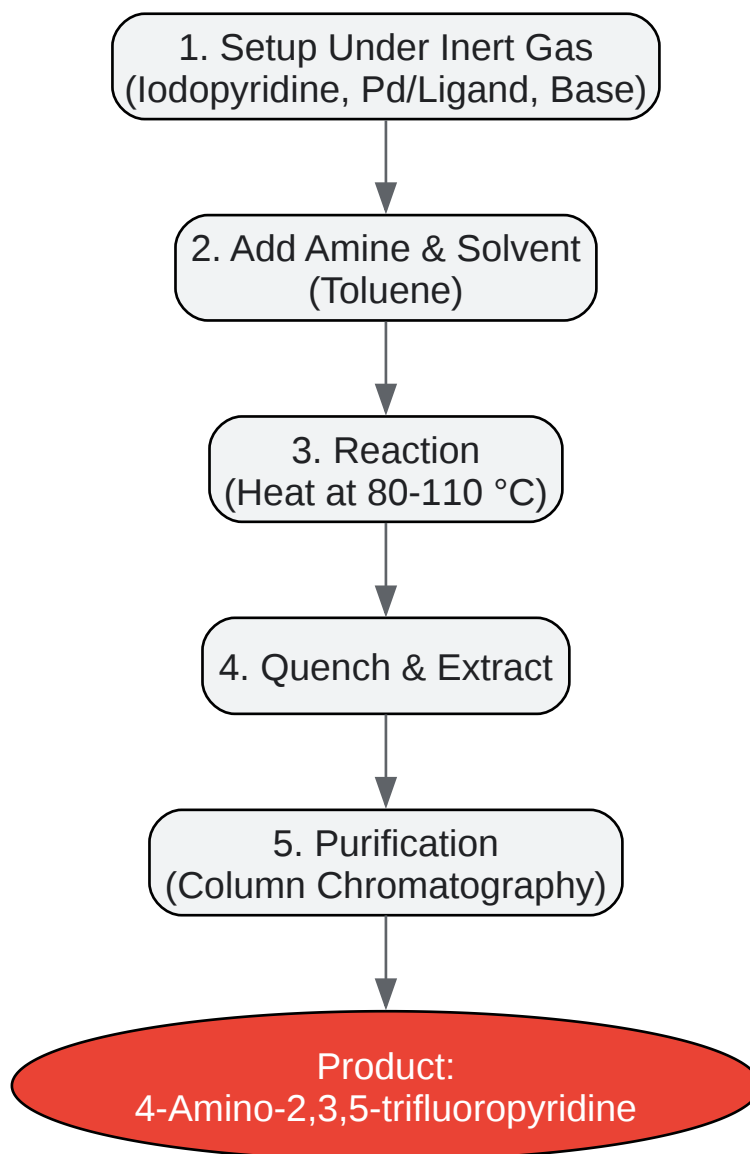 1. Setup Under Inert Gas
(Iodopyridine, Pd/Ligand, Base)
2. Add Amine & Solvent
(Toluene)
3. Reaction
(Heat at 80-110 °C)
4. Quench & Extract
5. Purification
(Column Chromatography)
Product:
4-Amino-2,3,5-trifluoropyridine